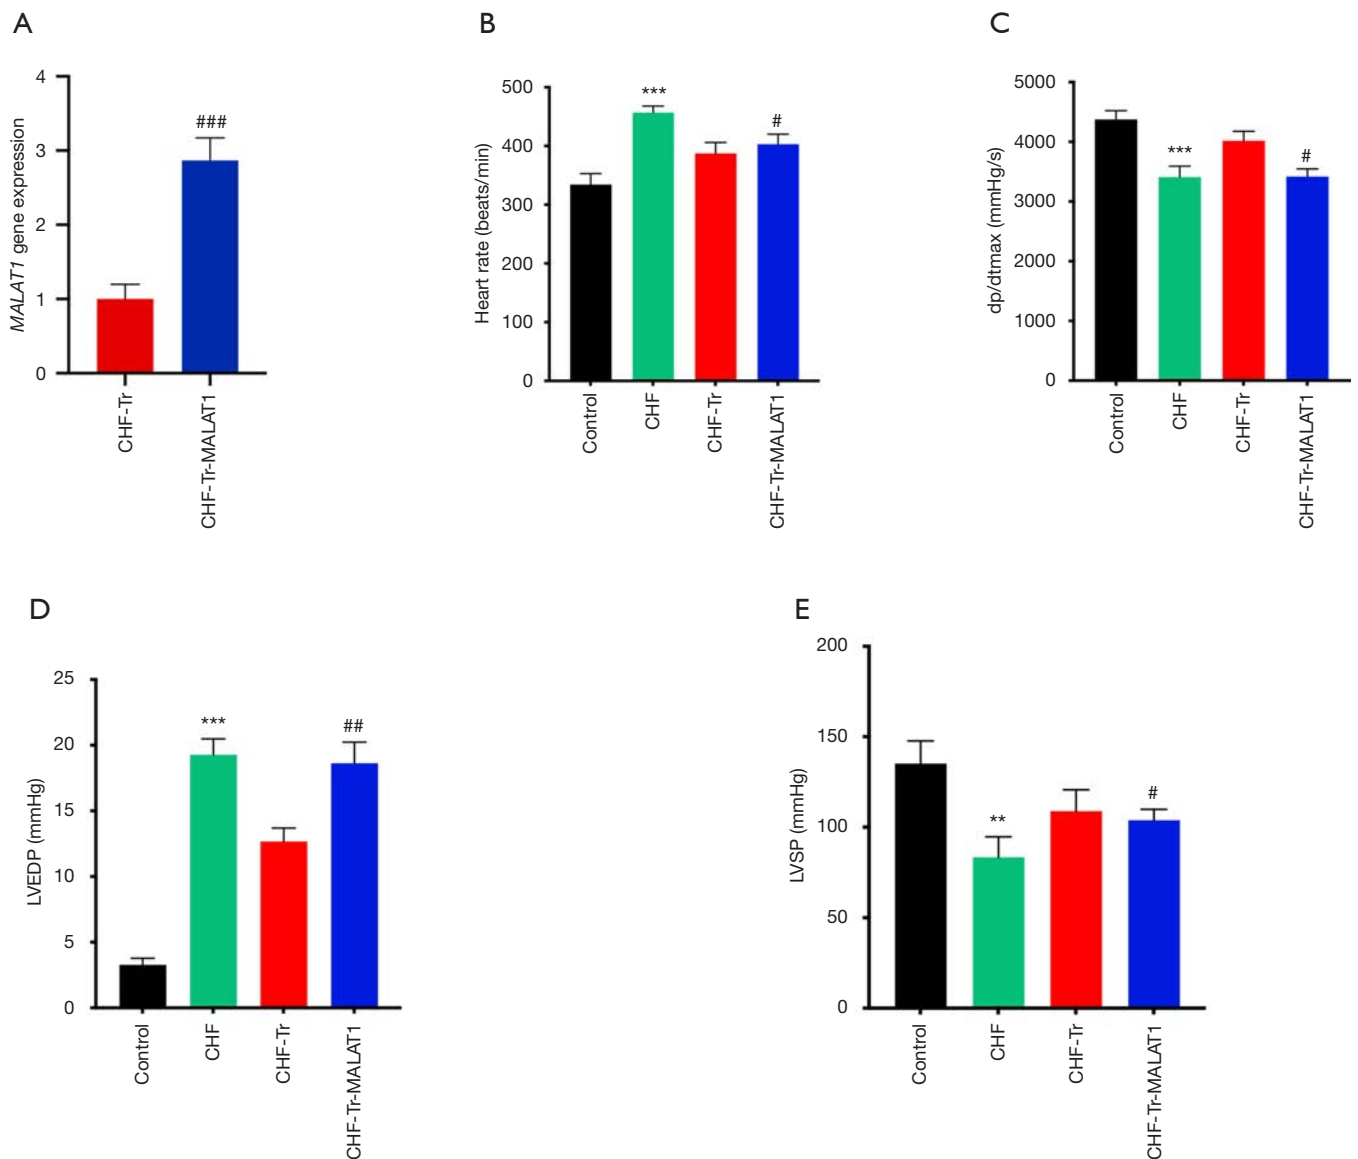 A
MALAT1 gene expression
4
3
2
1
0
###
CHF-Tr
CHF-Tr-MALAT1
B
Heart rate (beats/min)
500
400
300
200
100
0
***
#
Control
CHF
CHF-Tr
CHF-Tr-MALAT1
C
dp/dtmax (mmHg/s)
5000
4000
3000
2000
1000
0
***
#
Control
CHF
CHF-Tr
CHF-Tr-MALAT1
D
LVEDP (mmHg)
25
20
15
10
5
0
***
##
Control
CHF
CHF-Tr
CHF-Tr-MALAT1
E
LVSP (mmHg)
200
150
100
50
0
**
#
Control
CHF
CHF-Tr
CHF-Tr-MALAT1